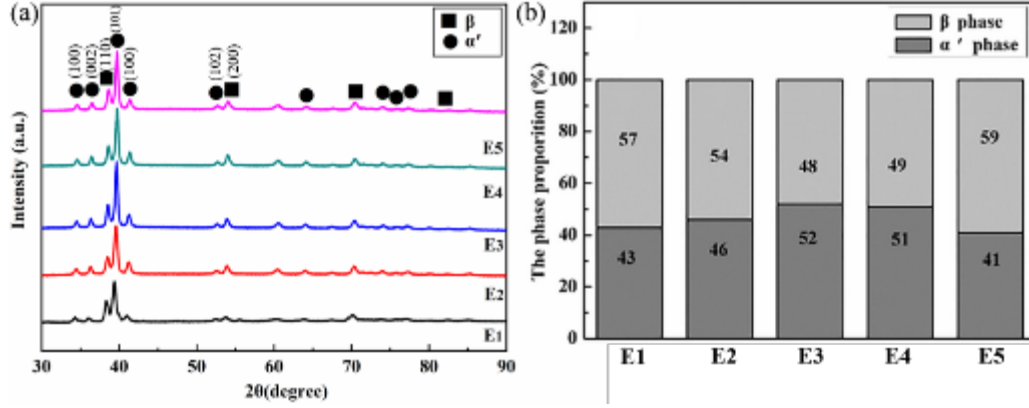 (a)
β
α′
(100)
(002)
(110)
(101)
(100)
(102)
(200)
E5
E4
E3
E2
E1
Intensity (a.u.)
30 40 50 60 70 80 90
2θ(degree)
(b)
β phase
α ′ phase
The phase proporition (%)
120
100
80
60
40
20
0
57 54 48 49 59
43 46 52 51 41
E1 E2 E3 E4 E5